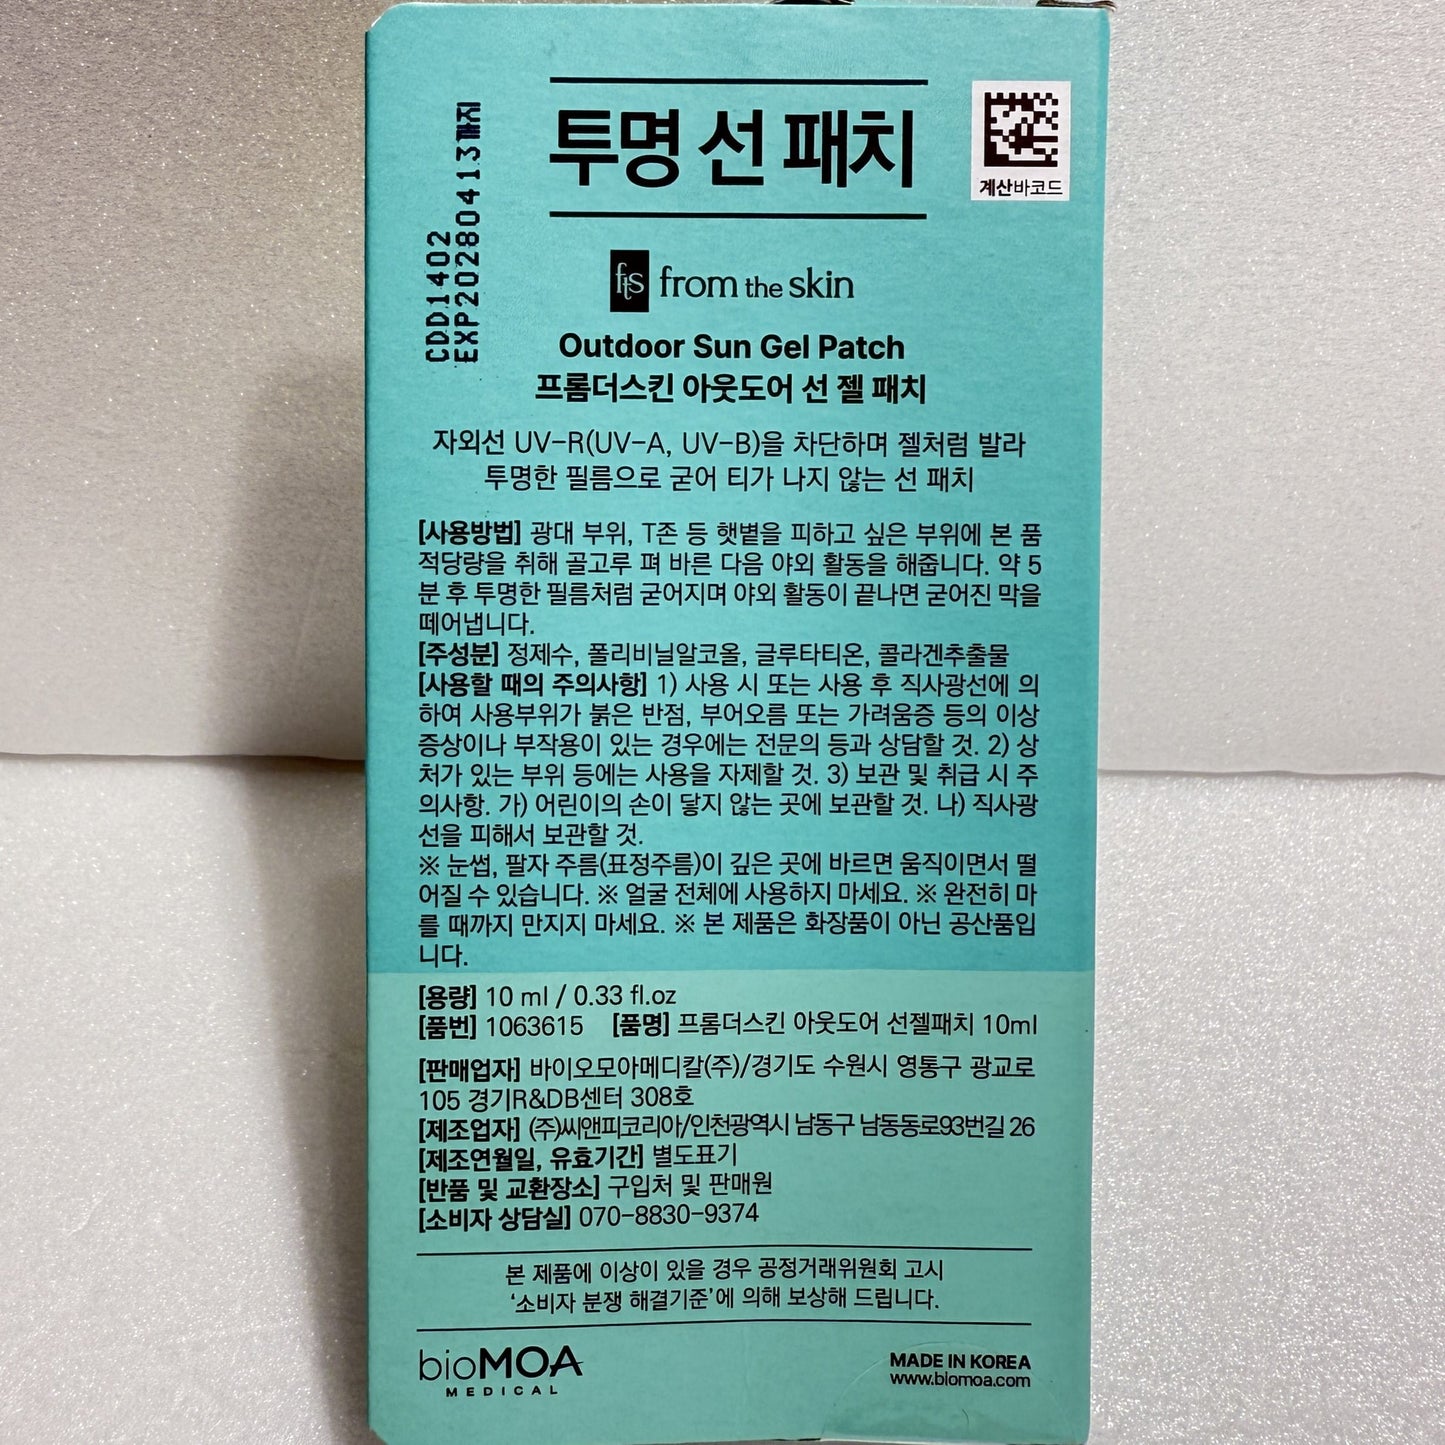 투명 선 패치
계산바코드
CDD1402
EXP20280413까지
fts from the skin
Outdoor Sun Gel Patch
프롬더스킨 아웃도어 선 젤 패치
자외선 UV-R(UV-A, UV-B)을 차단하며 젤처럼 발라
투명한 필름으로 굳어 티가 나지 않는 선 패치
[사용방법] 광대 부위, T존 등 햇볕을 피하고 싶은 부위에 본 품
적당량을 취해 골고루 펴 바른 다음 야외 활동을 해줍니다. 약 5
분 후 투명한 필름처럼 굳어지며 야외 활동이 끝나면 굳어진 막을
떼어냅니다.
[주성분] 정제수, 폴리비닐알코올, 글루타티온, 콜라겐추출물
[사용할 때의 주의사항] 1) 사용 시 또는 사용 후 직사광선에 의
하여 사용부위가 붉은 반점, 부어오름 또는 가려움증 등의 이상
증상이나 부작용이 있는 경우에는 전문의 등과 상담할 것. 2) 상
처가 있는 부위 등에는 사용을 자제할 것. 3) 보관 및 취급 시 주
의사항. 가) 어린이의 손이 닿지 않는 곳에 보관할 것. 나) 직사광
선을 피해서 보관할 것.
※ 눈썹, 팔자 주름(표정주름)이 깊은 곳에 바르면 움직이면서 떨
어질 수 있습니다. ※ 얼굴 전체에 사용하지 마세요. ※ 완전히 마
를 때까지 만지지 마세요. ※ 본 제품은 화장품이 아닌 공산품입
니다.
[용량] 10 ml / 0.33 fl.oz
[품번] 1063615 [품명] 프롬더스킨 아웃도어 선젤패치 10ml
[판매업자] 바이오모아메디칼(주)/경기도 수원시 영통구 광교로
105 경기R&DB센터 308호
[제조업자] (주)씨앤피코리아/인천광역시 남동구 남동동로93번길 26
[제조연월일, 유효기간] 별도표기
[반품 및 교환장소] 구입처 및 판매원
[소비자 상담실] 070-8830-9374
본 제품에 이상이 있을 경우 공정거래위원회 고시
‘소비자 분쟁 해결기준’에 의해 보상해 드립니다.
bioMOA
MEDICAL
MADE IN KOREA
www.biomoa.com